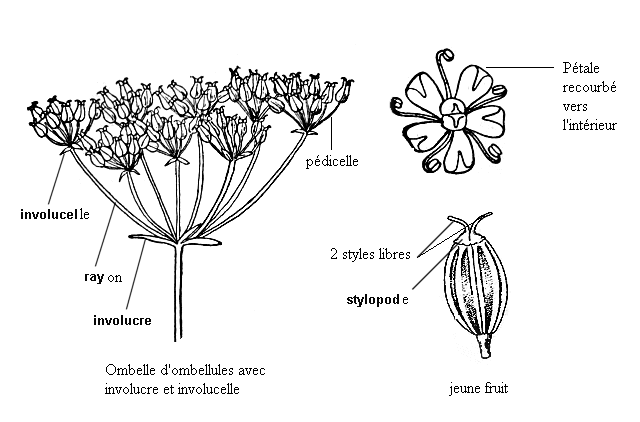 Pétale
recourbé
vers
l'intérieur
pédicelle
involucelle
rayon
involucre
2 styles libres
stylopode
Ombelle d'ombellules avec
involucre et involucelle
jeune fruit